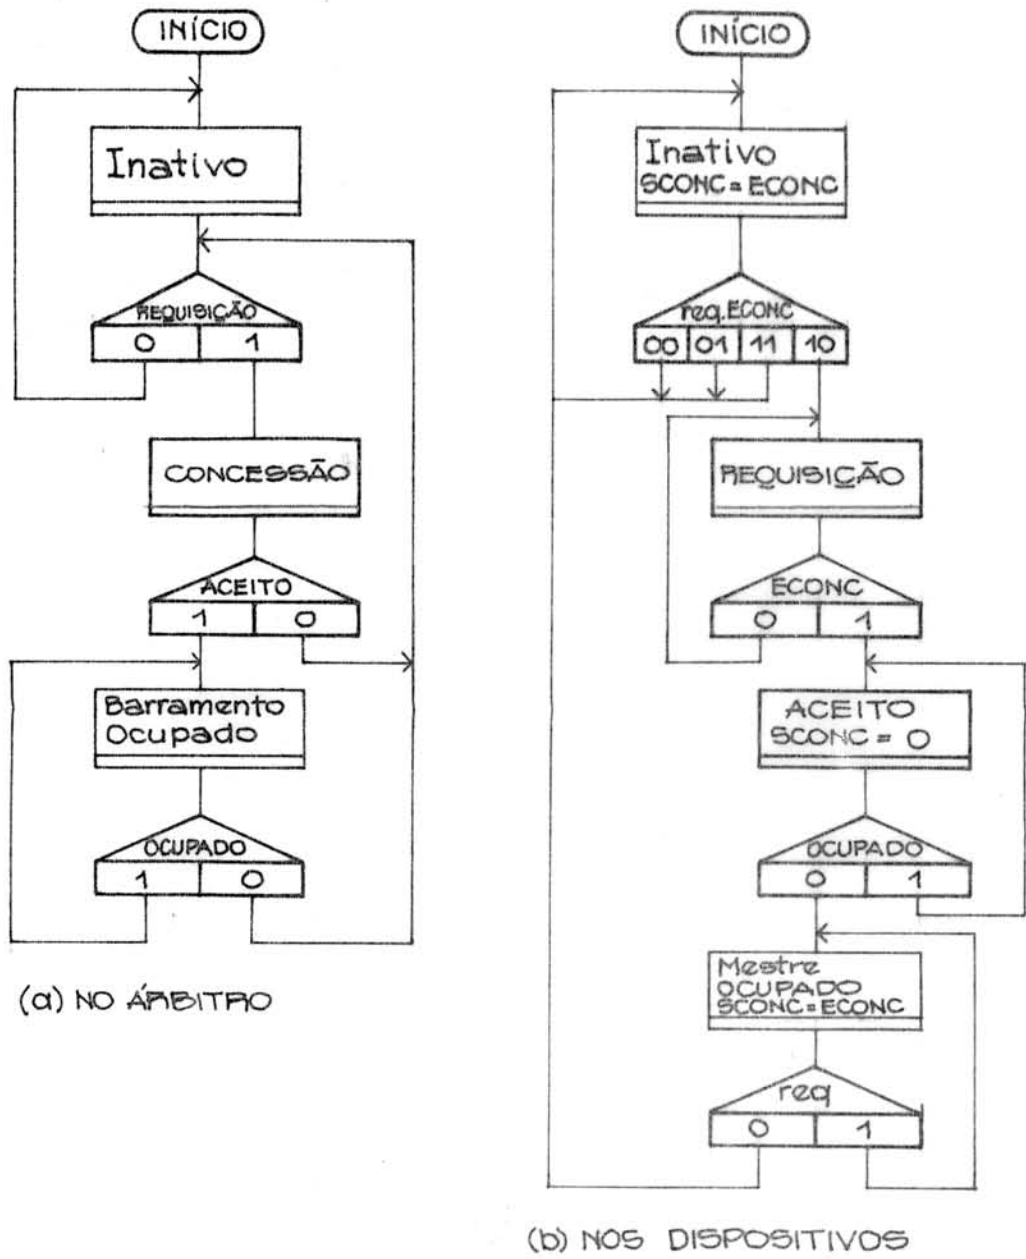 INÍCIO
Inativo
REQUISIÇÃO
0 1
CONCESSÃO
ACEITO
1 0
Barramento
Ocupado
OCUPADO
1 0
(a) NO ÁRBITRO
INÍCIO
Inativo
SCONC = ECONC
req.ECONC
00 01 11 10
REQUISIÇÃO
ECONC
0 1
ACEITO
SCONC = 0
OCUPADO
0 1
Mestre
OCUPADO
SCONC = ECONC
req
0 1
(b) NOS DISPOSITIVOS